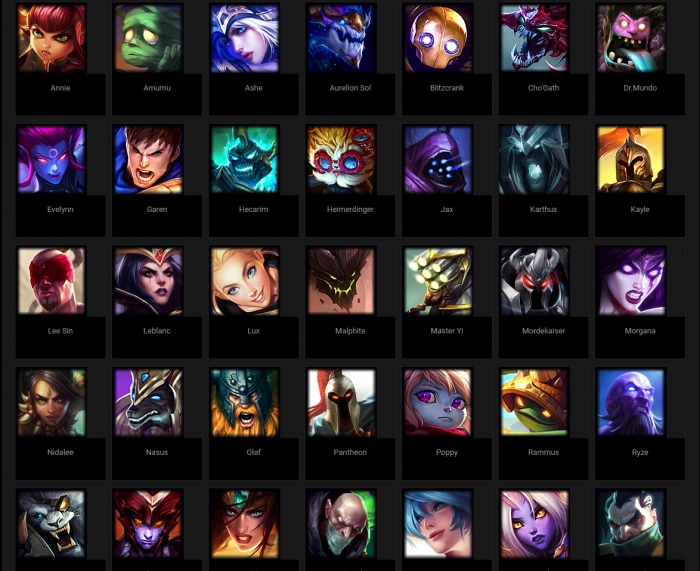 Annie Amumu Ashe Aurelion Sol Blitzcrank Cho'Gath Dr.Mundo
Evelynn Garen Hecarim Heimerdinger Jax Karthus Kayle
Lee Sin Leblanc Lux Malphite Master Yi Mordekaiser Morgana
Nidalee Nasus Olaf Pantheon Poppy Rammus Ryze